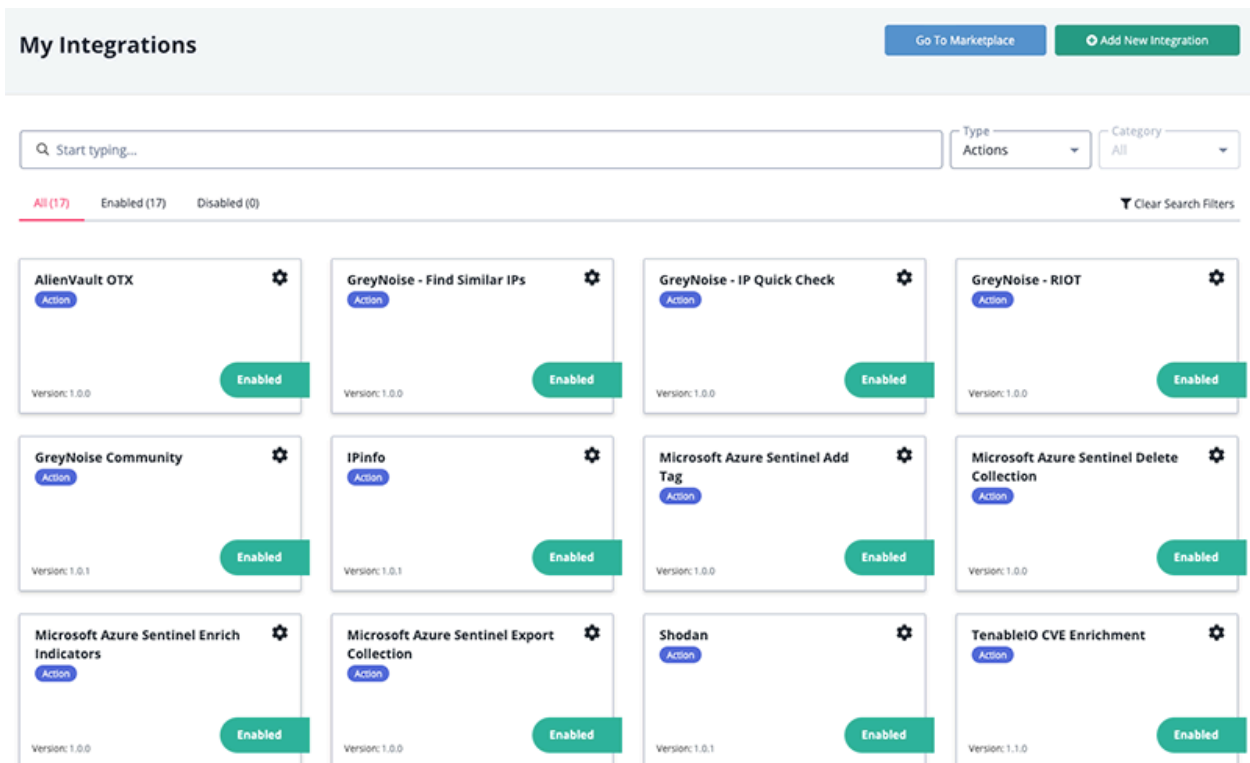 My Integrations
Go To Marketplace
Add New Integration
Start typing...
Type
Actions
Category
All
All (17)
Enabled (17)
Disabled (0)
Clear Search Filters
AlienVault OTX
Action
Version: 1.0.0
Enabled
GreyNoise - Find Similar IPs
Action
Version: 1.0.0
Enabled
GreyNoise - IP Quick Check
Action
Version: 1.0.0
Enabled
GreyNoise - RIOT
Action
Version: 1.0.0
Enabled
GreyNoise Community
Action
Version: 1.0.1
Enabled
IPinfo
Action
Version: 1.0.1
Enabled
Microsoft Azure Sentinel Add
Tag
Action
Version: 1.0.0
Enabled
Microsoft Azure Sentinel Delete
Collection
Action
Version: 1.0.0
Enabled
Microsoft Azure Sentinel Enrich
Indicators
Action
Version: 1.0.0
Enabled
Microsoft Azure Sentinel Export
Collection
Action
Version: 1.0.0
Enabled
Shodan
Action
Version: 1.0.1
Enabled
TenableIO CVE Enrichment
Action
Version: 1.1.0
Enabled